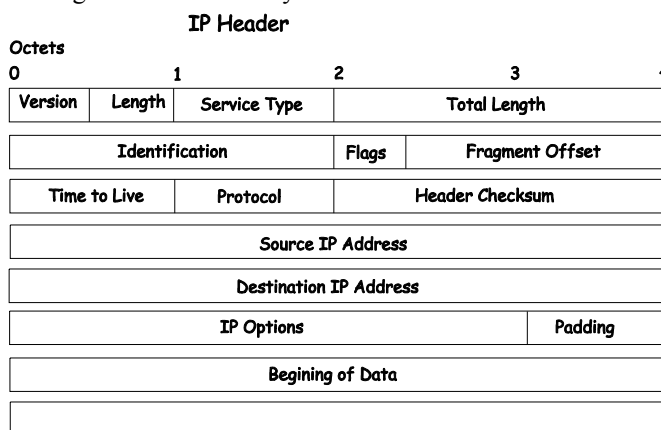 IP Header
Octets
0 1 2 3
Version Length Service Type Total Length
Identification Flags Fragment Offset
Time to Live Protocol Header Checksum
Source IP Address
Destination IP Address
IP Options Padding
Begining of Data